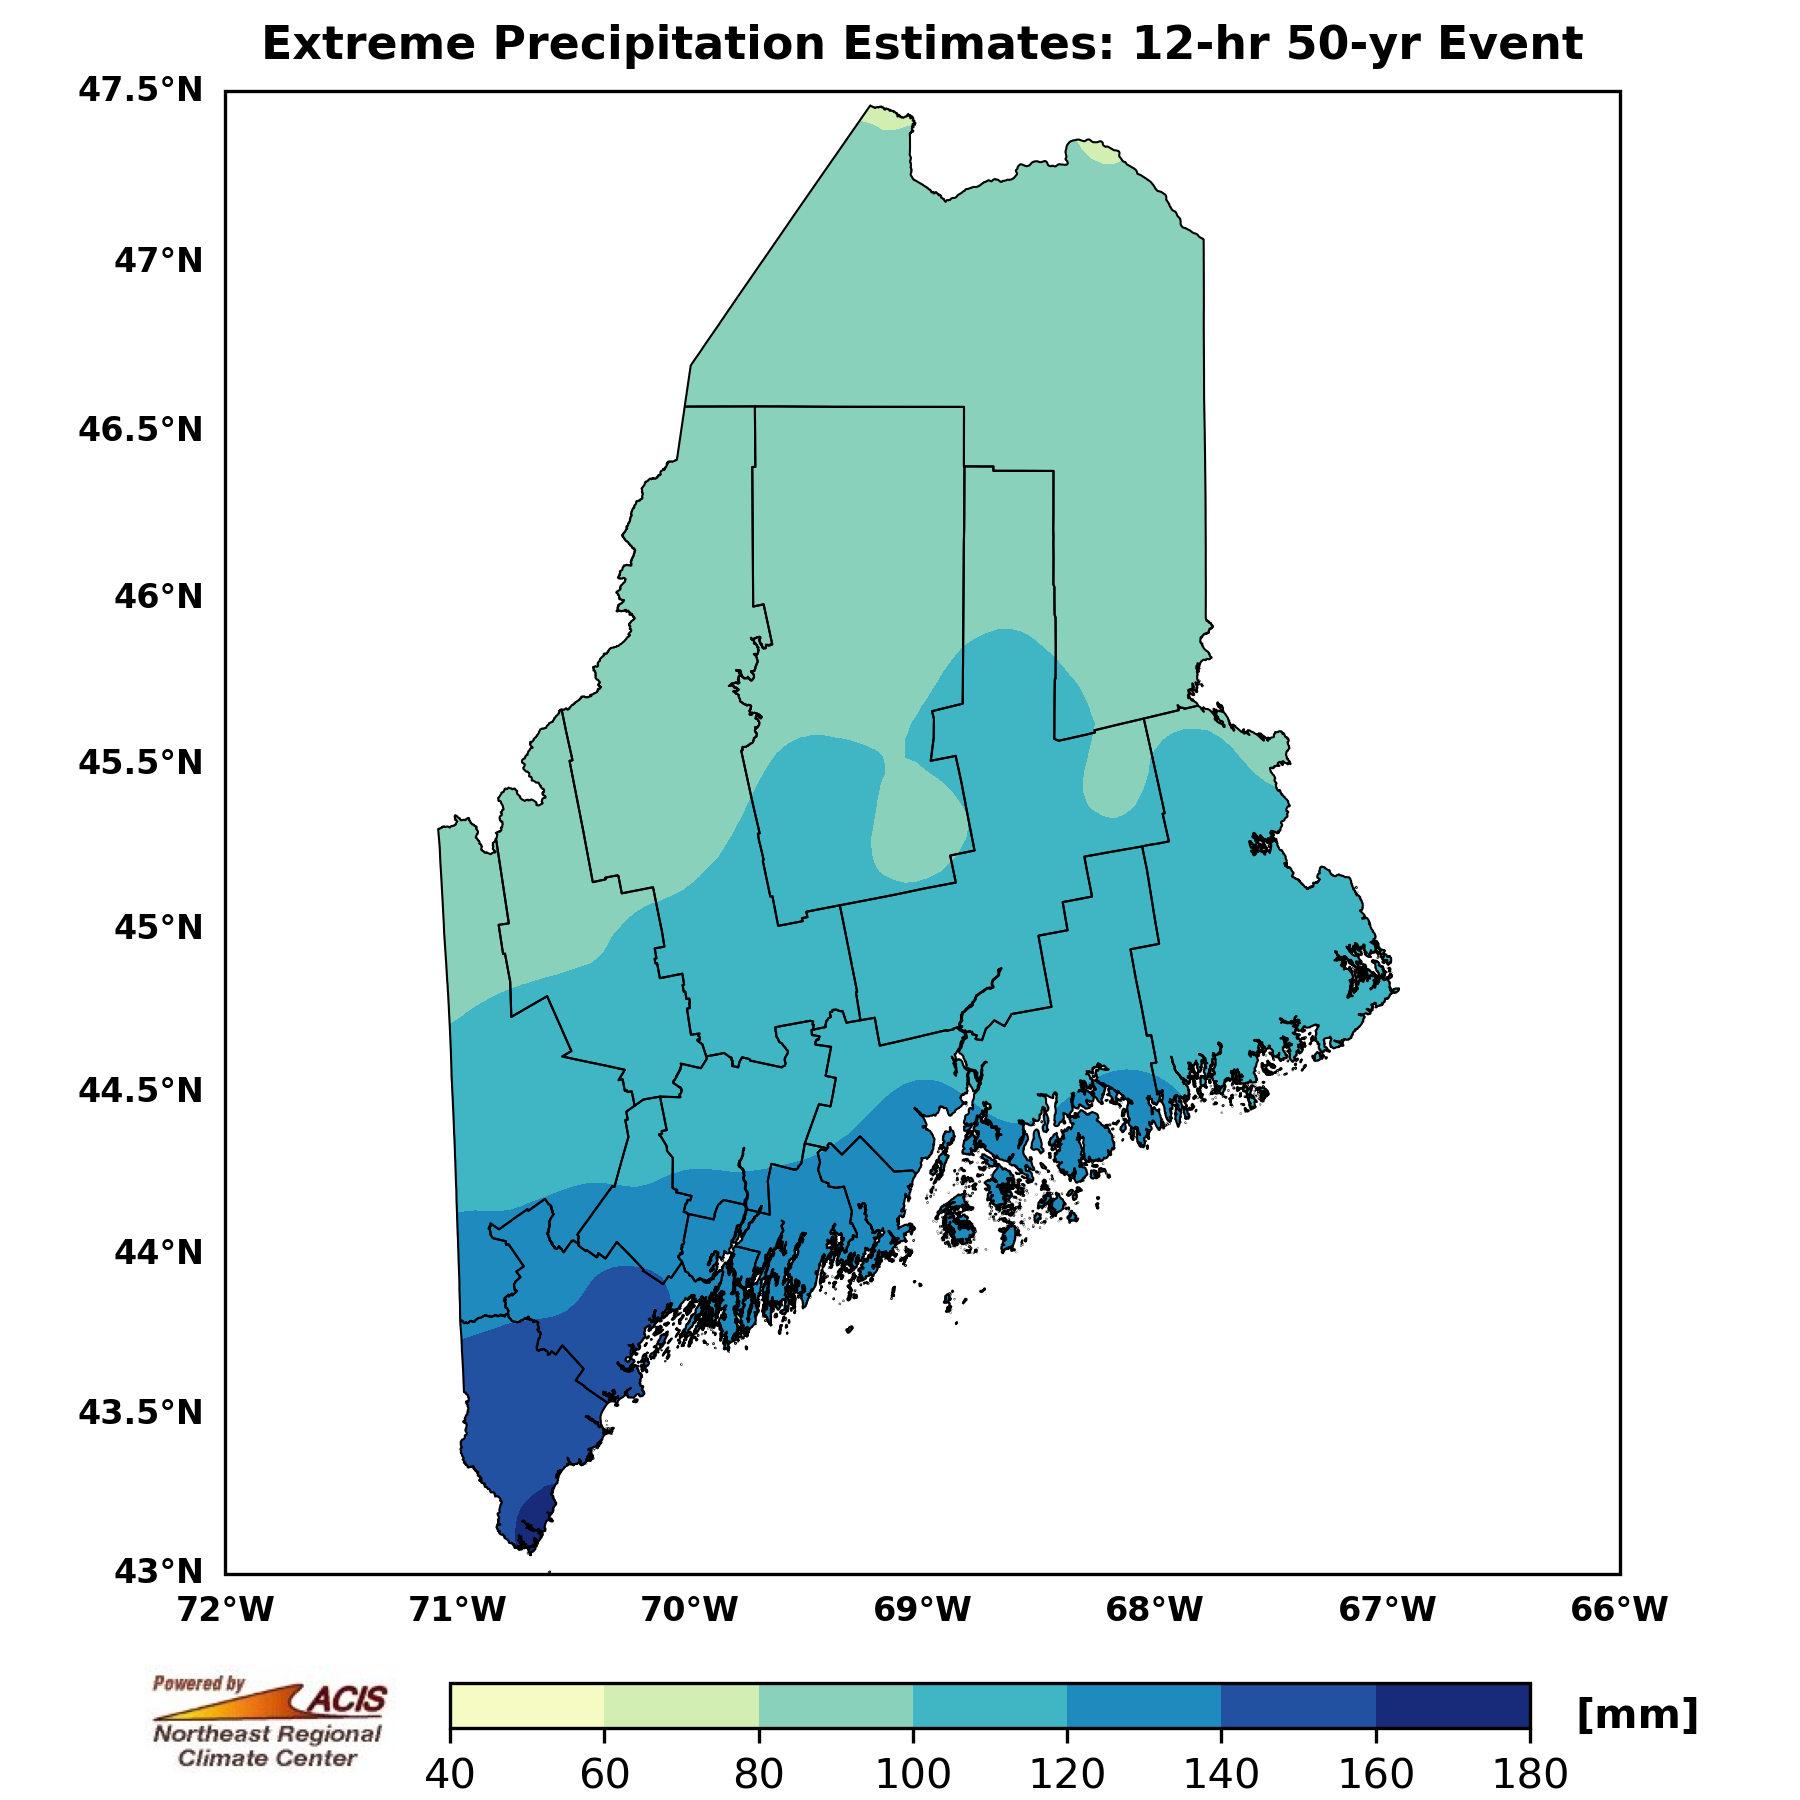 Extreme Precipitation Estimates: 12-hr 50-yr Event
47.5°N
47°N
46.5°N
46°N
45.5°N
45°N
44.5°N
44°N
43.5°N
43°N
72°W 71°W 70°W 69°W 68°W 67°W 66°W
Powered by
ACIS
Northeast Regional
Climate Center
[mm]
40 60 80 100 120 140 160 180